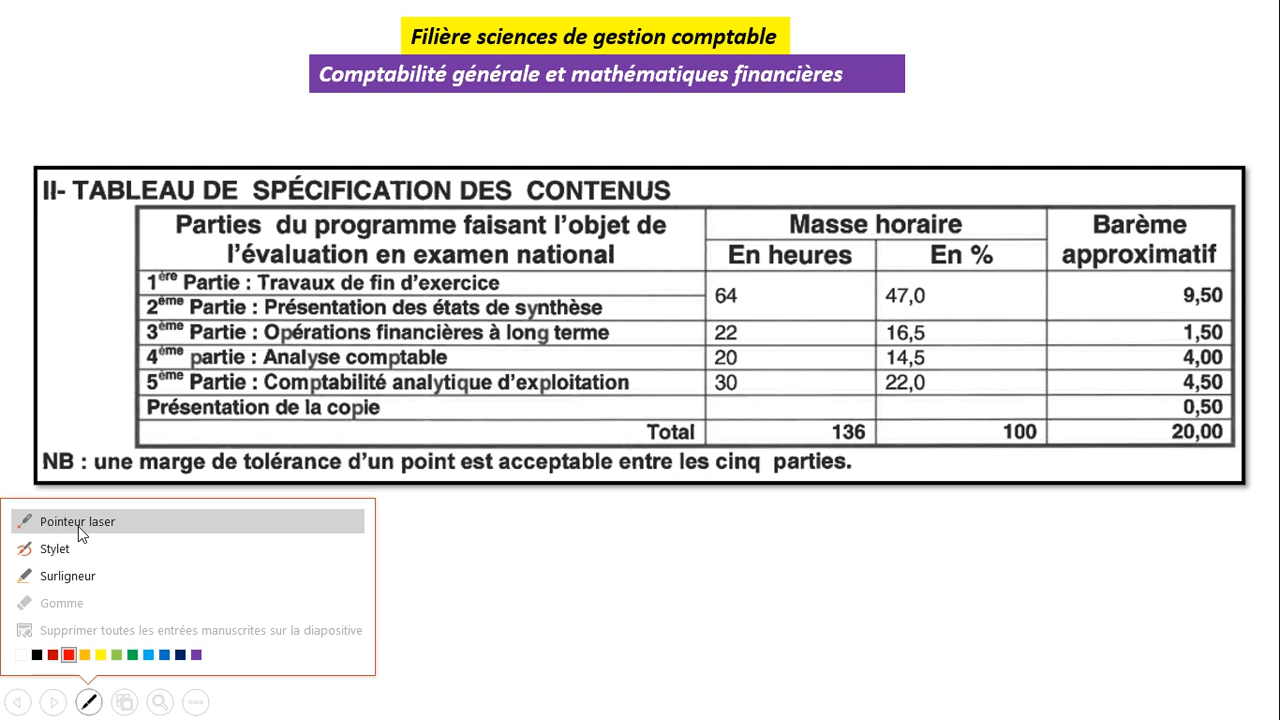 Filière sciences de gestion comptable
Comptabilité générale et mathématiques financières
II- TABLEAU DE SPÉCIFICATION DES CONTENUS
Parties du programme faisant l'objet de l'évaluation en examen national
Masse horaire
Barème approximatif
En heures
En %
1ère Partie : Travaux de fin d'exercice
2ème Partie : Présentation des états de synthèse
64 47,0 9,50
3ème Partie : Opérations financières à long terme 22 16,5 1,50
4ème partie : Analyse comptable 20 14,5 4,00
5ème Partie : Comptabilité analytique d'exploitation 30 22,0 4,50
Présentation de la copie 0,50
Total 136 100 20,00
NB : une marge de tolérance d'un point est acceptable entre les cinq parties.
Pointeur laser
Stylet
Surligneur
Gomme
Supprimer toutes les entrées manuscrites sur la diapositive